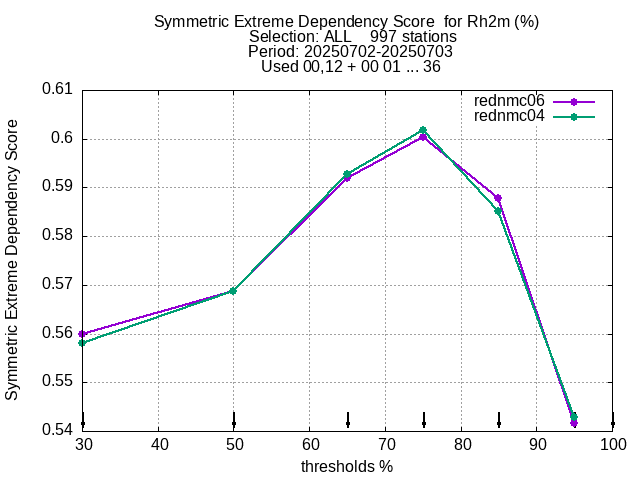 Symmetric Extreme Dependency Score  for Rh2m (%)
Selection: ALL    997 stations
Period: 20250702-20250703
Used 00,12 + 00 01 ... 36
Symmetric Extreme Dependency Score
0.61
0.6
0.59
0.58
0.57
0.56
0.55
0.54
rednmc06
rednmc04
30 40 50 60 70 80 90 100
thresholds %